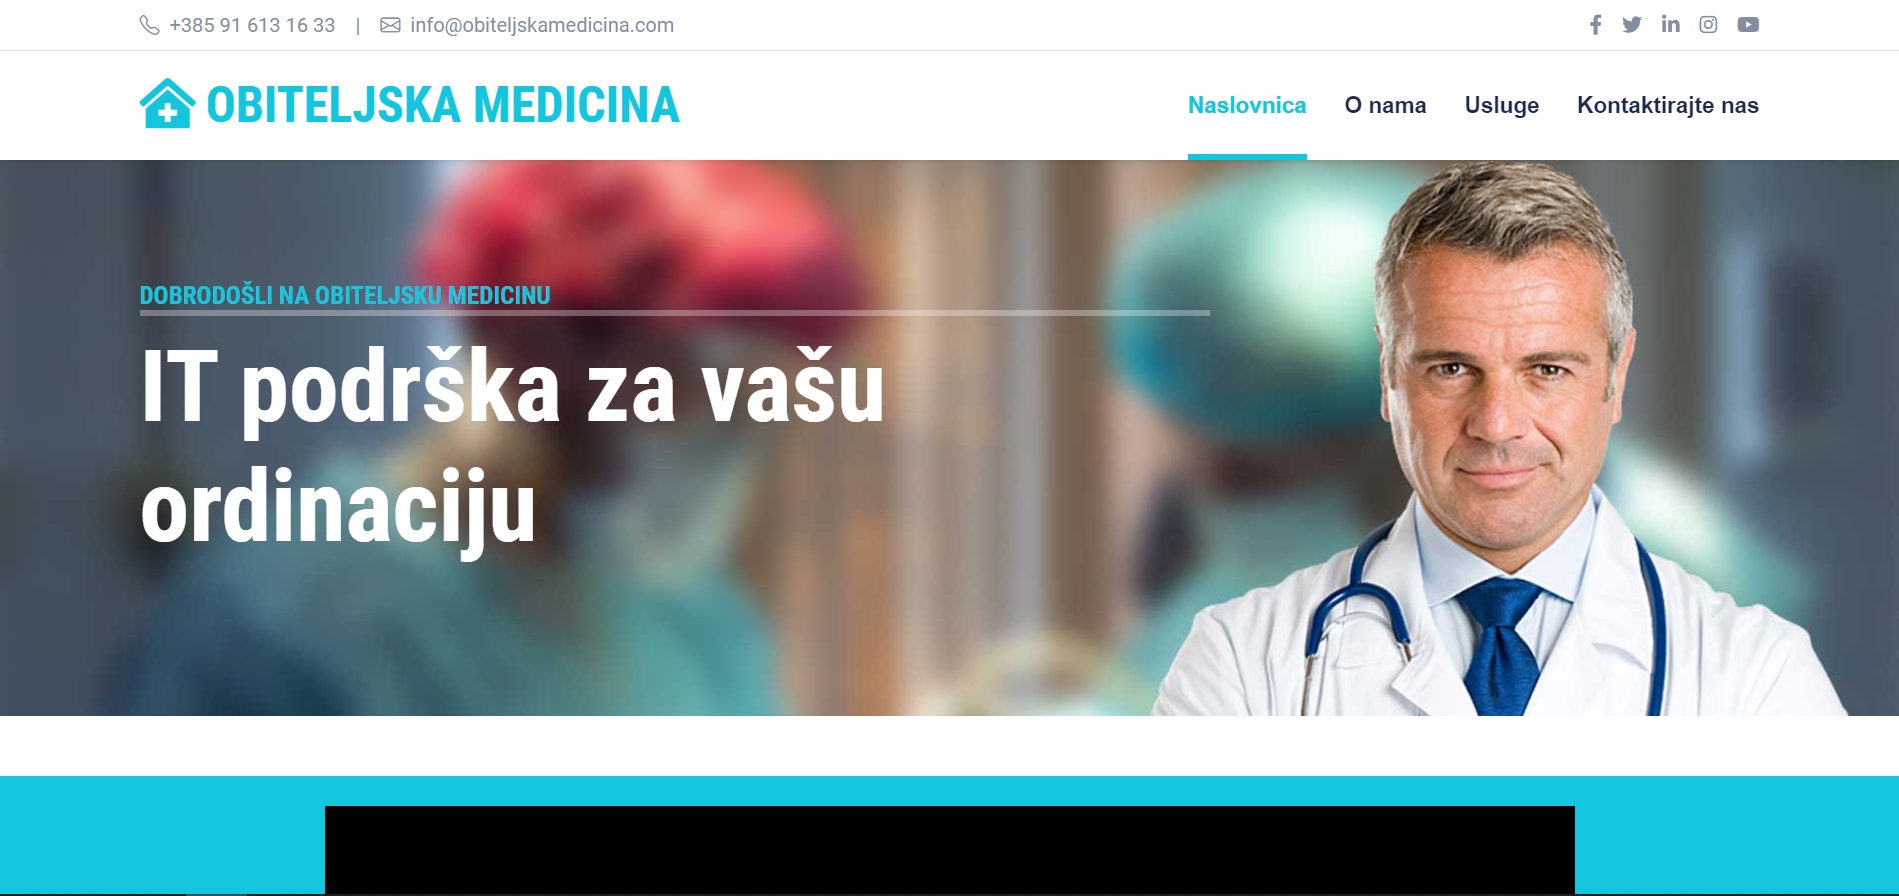 +385 91 613 16 33 | info@obiteljskamedicina.com
OBITELJSKA MEDICINA
Naslovnica O nama Usluge Kontaktirajte nas
DOBRODOŠLI NA OBITELJSKU MEDICINU
IT podrška za vašu
ordinaciju